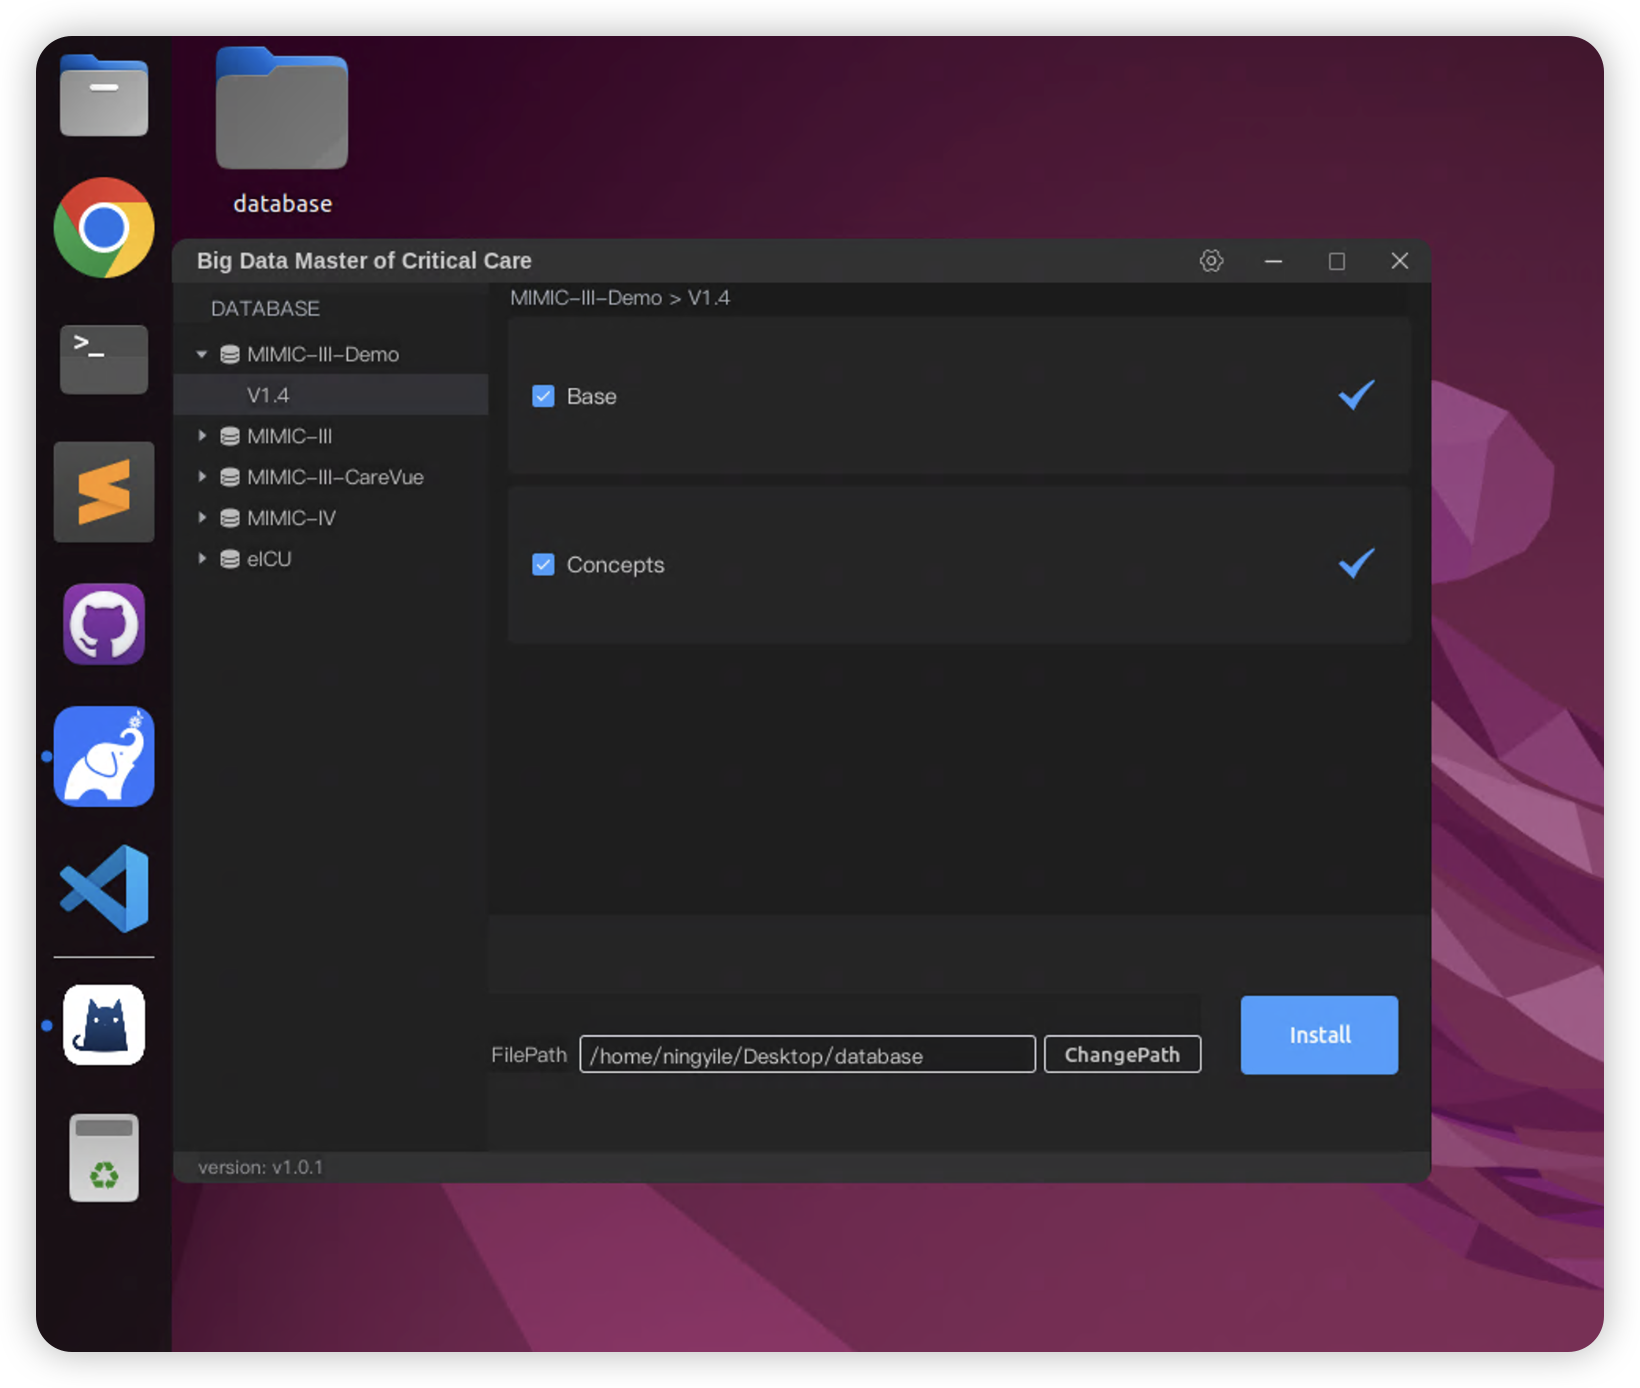 database
Big Data Master of Critical Care
DATABASE
MIMIC-III-Demo
V1.4
MIMIC-III
MIMIC-III-CareVue
MIMIC-IV
eICU
MIMIC-III-Demo > V1.4
Base
Concepts
FilePath /home/ningyile/Desktop/database ChangePath
Install
version: v1.0.1
>_